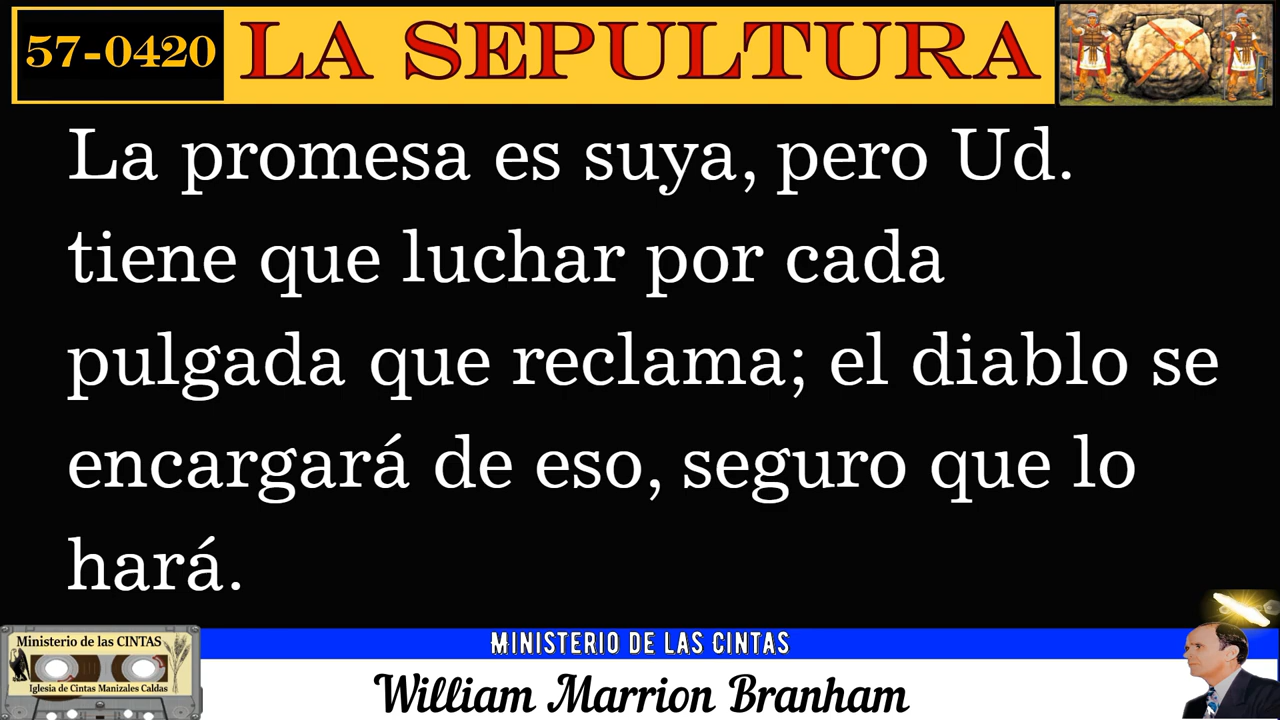 57-0420
LA SEPULTURA
La promesa es suya, pero Ud.
tiene que luchar por cada
pulgada que reclama; el diablo se
encargará de eso, seguro que lo
hará.
Ministerio de las CINTAS
Iglesia de Cintas Manizales Caldas
MINISTERIO DE LAS CINTAS
William Marrion Branham